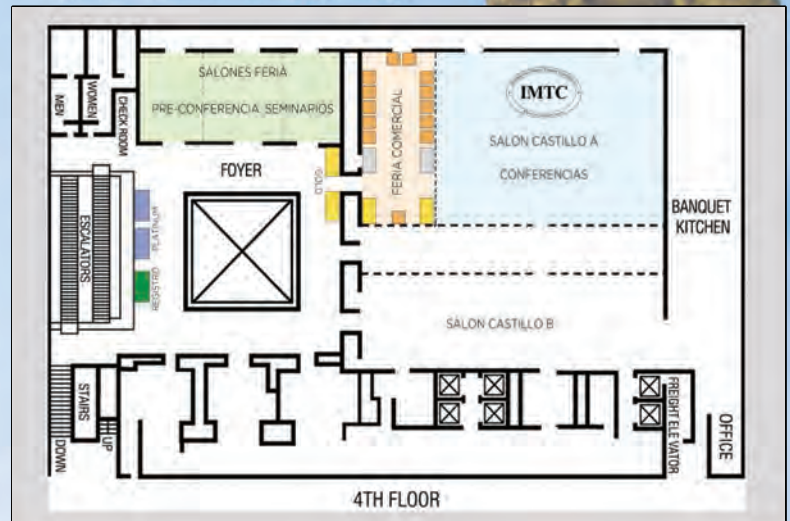 SALONES FERIA
PRE-CONFERENCIA SEMINARIOS
MEN
WOMEN
CHECK ROOM
FOYER
GOLD
FERIA COMERCIAL
IMTC
SALON CASTILLO A
CONFERENCIAS
BANQUET
KITCHEN
ESCALATORS
PLATINUM
REGISTRO
SALON CASTILLO B
STAIRS
DOWN
UP
FREIGHT ELEVATOR
OFFICE
4TH FLOOR